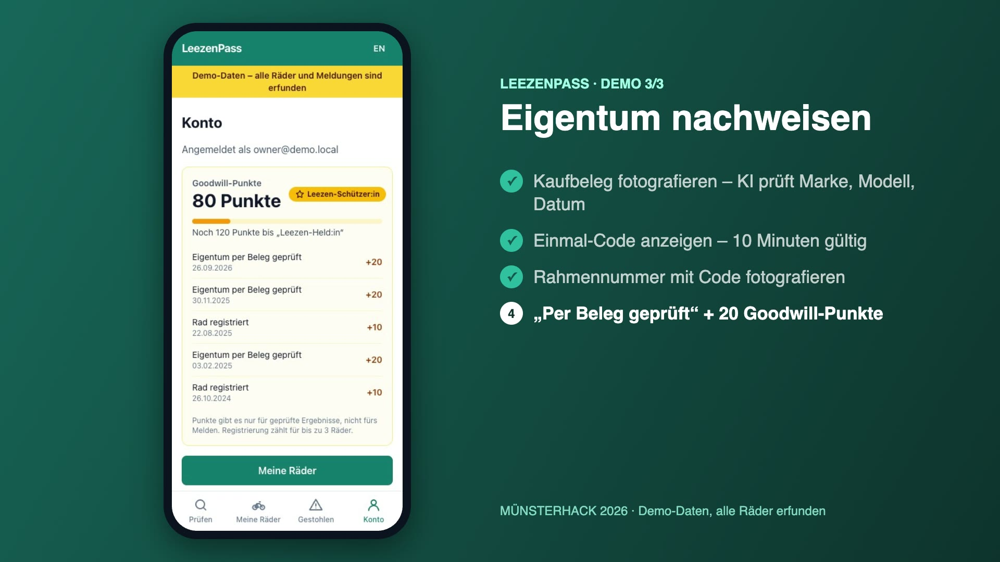 LeezenPass
EN
Demo-Daten – alle Räder und Meldungen sind
erfunden
Konto
Angemeldet als owner@demo.local
Goodwill-Punkte
80 Punkte
Leezen-Schützer:in
Noch 120 Punkte bis „Leezen-Held:in“
Eigentum per Beleg geprüft
26.09.2026
+20
Eigentum per Beleg geprüft
30.11.2025
+20
Rad registriert
22.08.2025
+10
Eigentum per Beleg geprüft
03.02.2025
+20
Rad registriert
26.10.2024
+10
Punkte gibt es nur für geprüfte Ergebnisse, nicht fürs
Melden. Registrierung zählt für bis zu 3 Räder.
Meine Räder
Prüfen
Meine Räder
Gestohlen
Konto
LEEZENPASS · DEMO 3/3
Eigentum nachweisen
Kaufbeleg fotografieren – KI prüft Marke, Modell,
Datum
Einmal-Code anzeigen – 10 Minuten gültig
Rahmennummer mit Code fotografieren
4 „Per Beleg geprüft“ + 20 Goodwill-Punkte
MÜNSTERHACK 2026 · Demo-Daten, alle Räder erfunden